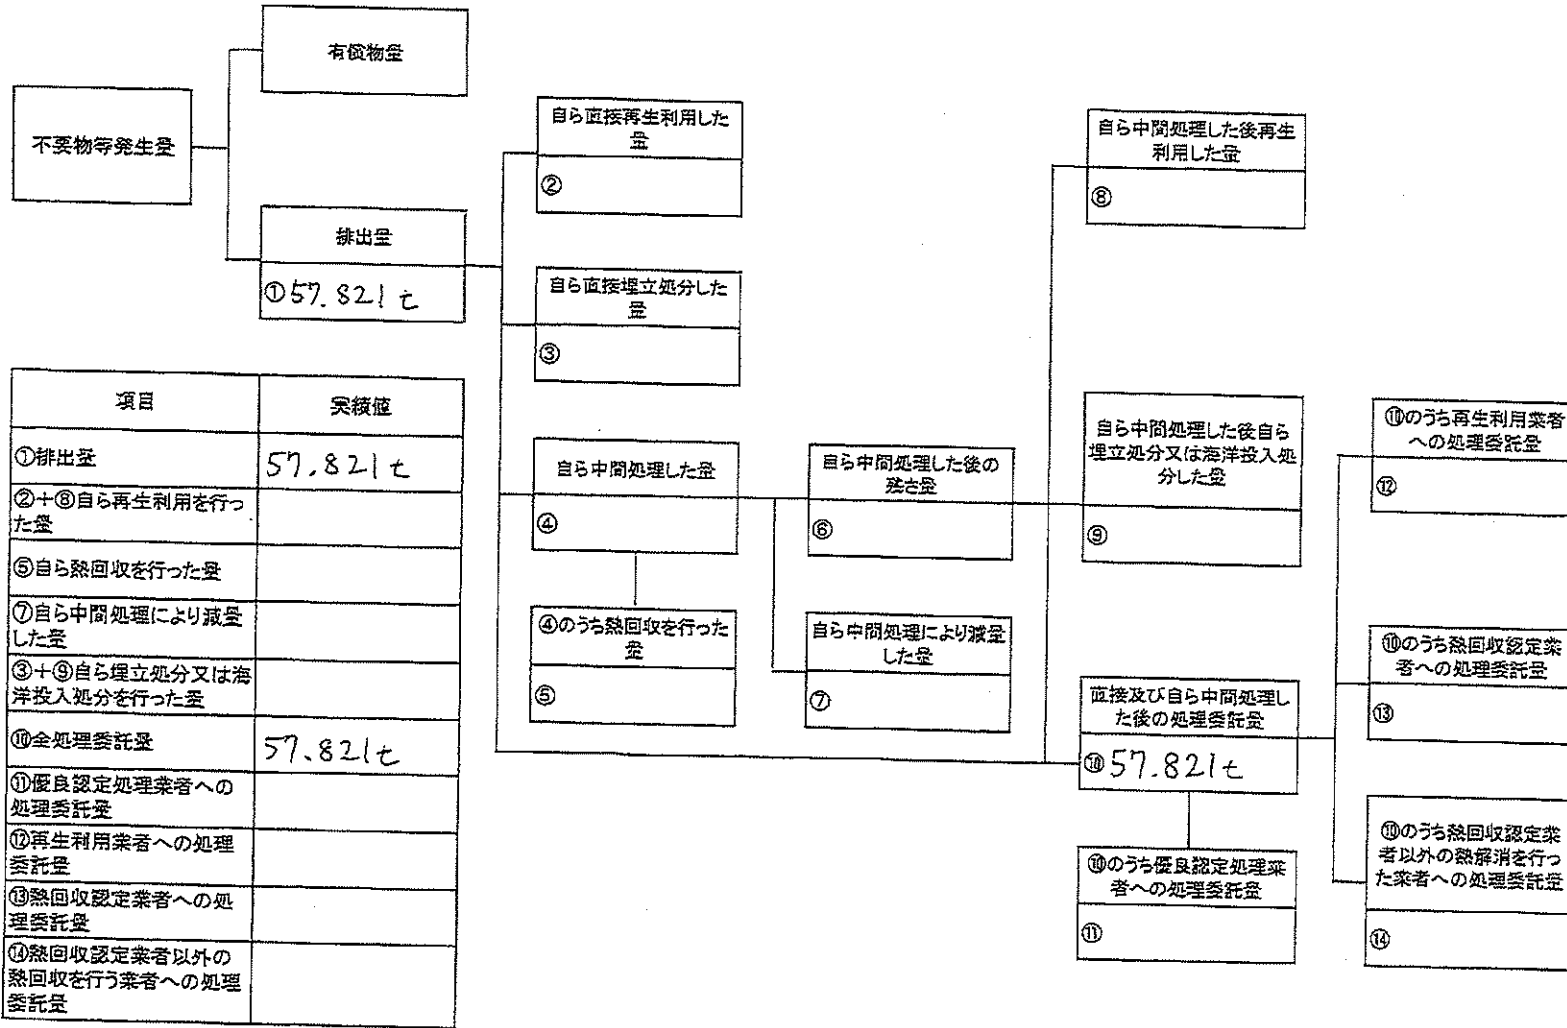 有償物量
不要物等発生量
排出量
①57.821t
自ら直接再生利用した
量
②
自ら直接埋立処分した
量
③
自ら中間処理した量
④
④のうち熱回収を行った
量
⑤
自ら中間処理した後の
残さ量
⑥
自ら中間処理により減量
した量
⑦
自ら中間処理した後再生
利用した量
⑧
自ら中間処理した後自ら
埋立処分又は海洋投入処
分した量
⑨
直接及び自ら中間処理し
た後の処理委託量
⑩57.821t
⑩のうち優良認定処理業
者への処理委託量
⑪
⑩のうち再生利用業者
への処理委託量
⑫
⑩のうち熱回収認定業
者への処理委託量
⑬
⑩のうち熱回収認定業
者以外の熱解消を行っ
た業者への処理委託量
⑭
項目 実績値
①排出量 57.821t
②+⑧自ら再生利用を行っ
た量
⑤自ら熱回収を行った量
⑦自ら中間処理により減量
した量
③+⑨自ら埋立処分又は海
洋投入処分を行った量
⑩全処理委託量 57.821t
⑪優良認定処理業者への
処理委託量
⑫再生利用業者への処理
委託量
⑬熱回収認定業者への処
理委託量
⑭熱回収認定業者以外の
熱回収を行う業者への処理
委託量